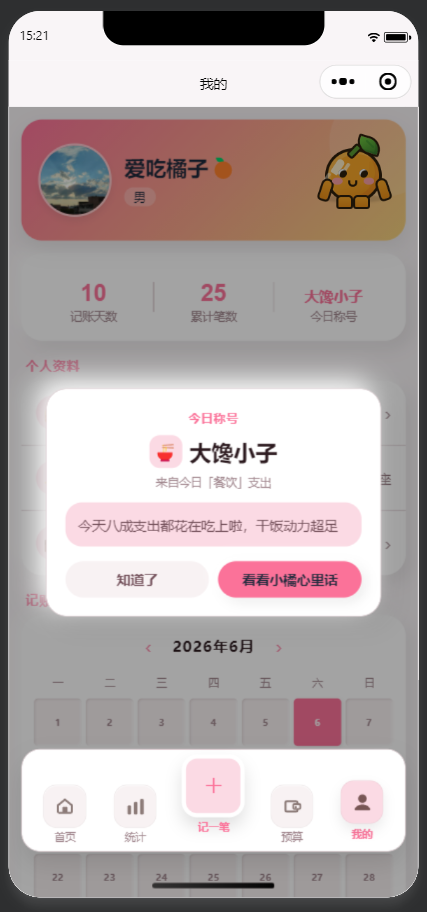 15:21
我的
爱吃橘子
男
10
25
大馋小子
记账天数
累计笔数
今日称号
个人资料
今日称号
大馋小子
来自今日「餐饮」支出
座
今天八成支出都花在吃上啦，干饭动力超足
知道了
看看小橘心里话
2026年6月
一 二 三 四 五 六 日
1 2 3 4 5 6 7
首页
统计
记一笔
预算
我的
22 23 24 25 26 27 28